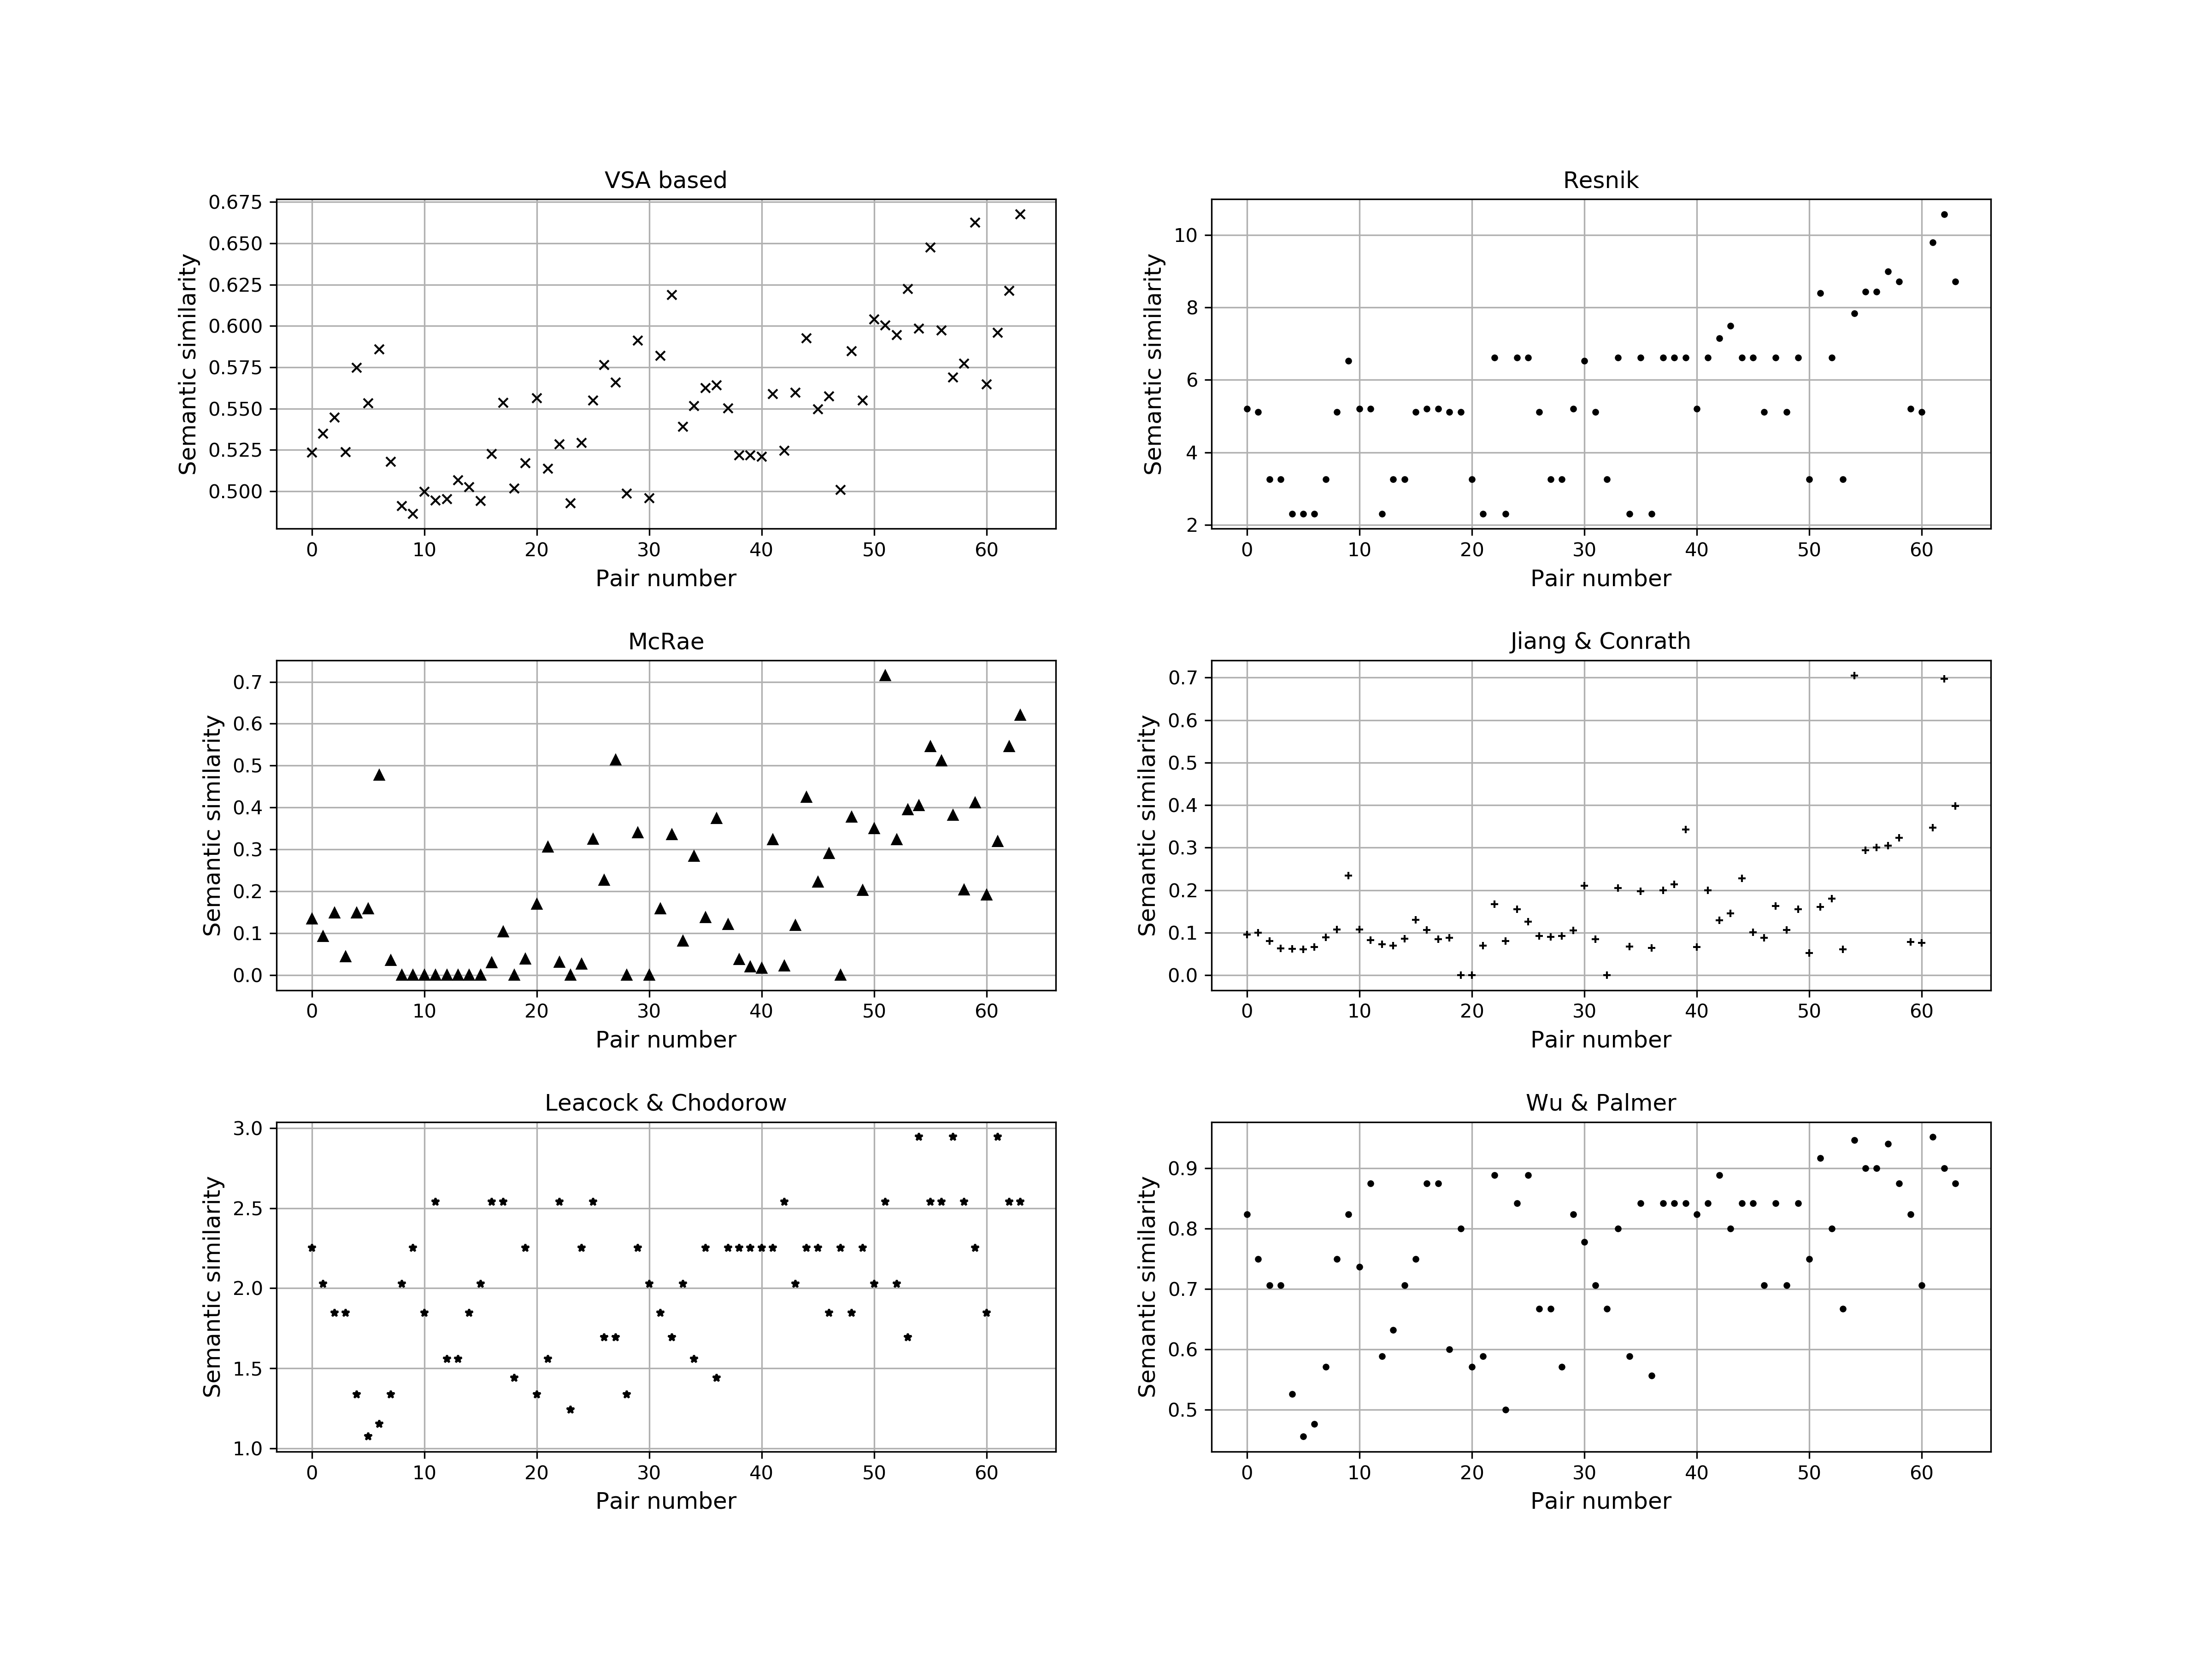 VSA based
Semantic similarity
0.675
0.650
0.625
0.600
0.575
0.550
0.525
0.500
0 10 20 30 40 50 60
Pair number
Resnik
Semantic similarity
10
8
6
4
2
0 10 20 30 40 50 60
Pair number
McRae
Semantic similarity
0.7
0.6
0.5
0.4
0.3
0.2
0.1
0.0
0 10 20 30 40 50 60
Pair number
Jiang & Conrath
Semantic similarity
0.7
0.6
0.5
0.4
0.3
0.2
0.1
0.0
0 10 20 30 40 50 60
Pair number
Leacock & Chodorow
Semantic similarity
3.0
2.5
2.0
1.5
1.0
0 10 20 30 40 50 60
Pair number
Wu & Palmer
Semantic similarity
0.9
0.8
0.7
0.6
0.5
0 10 20 30 40 50 60
Pair number